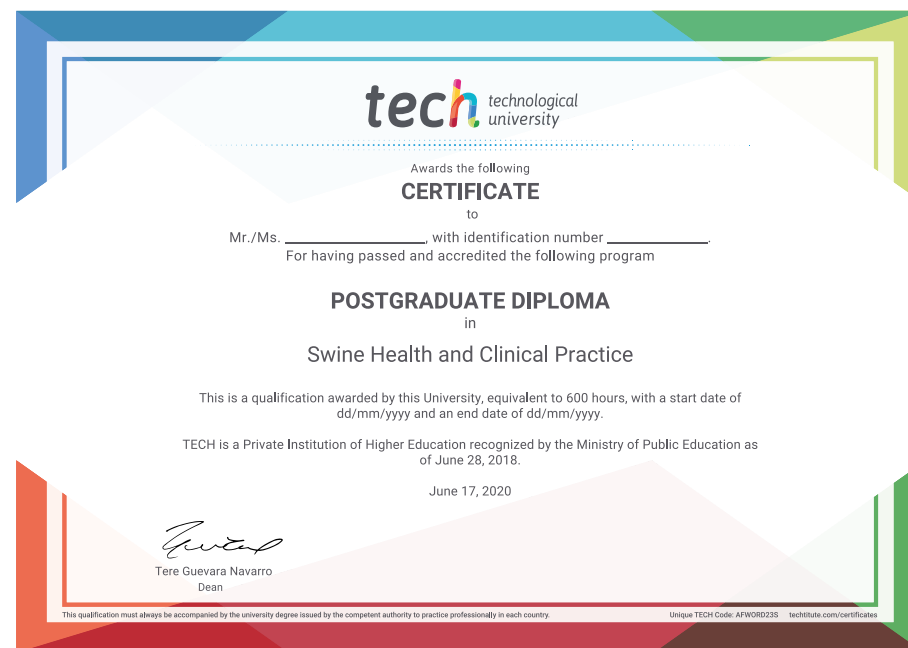 tech technological
university
Awards the following
CERTIFICATE
to
Mr./Ms. ____________, with identification number ____________.
For having passed and accredited the following program
POSTGRADUATE DIPLOMA
in
Swine Health and Clinical Practice
This is a qualification awarded by this University, equivalent to 600 hours, with a start date of
dd/mm/yyyy and an end date of dd/mm/yyyy.
TECH is a Private Institution of Higher Education recognized by the Ministry of Public Education as
of June 28, 2018.
June 17, 2020
Tere Guevara Navarro
Dean
This qualification must always be accompanied by the university degree issued by the competent authority to practice professionally in each country.
Unique TECH Code: AFWORD23S techtitute.com/certificates